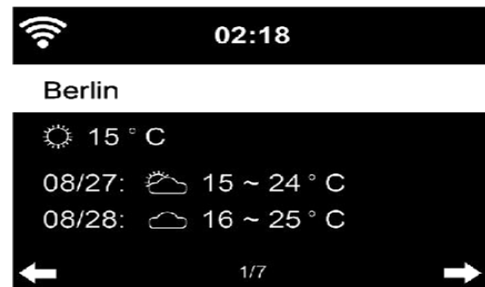 02:18
Berlin
15 ° C
08/27: 15 ~ 24 ° C
08/28: 16 ~ 25 ° C
1/7